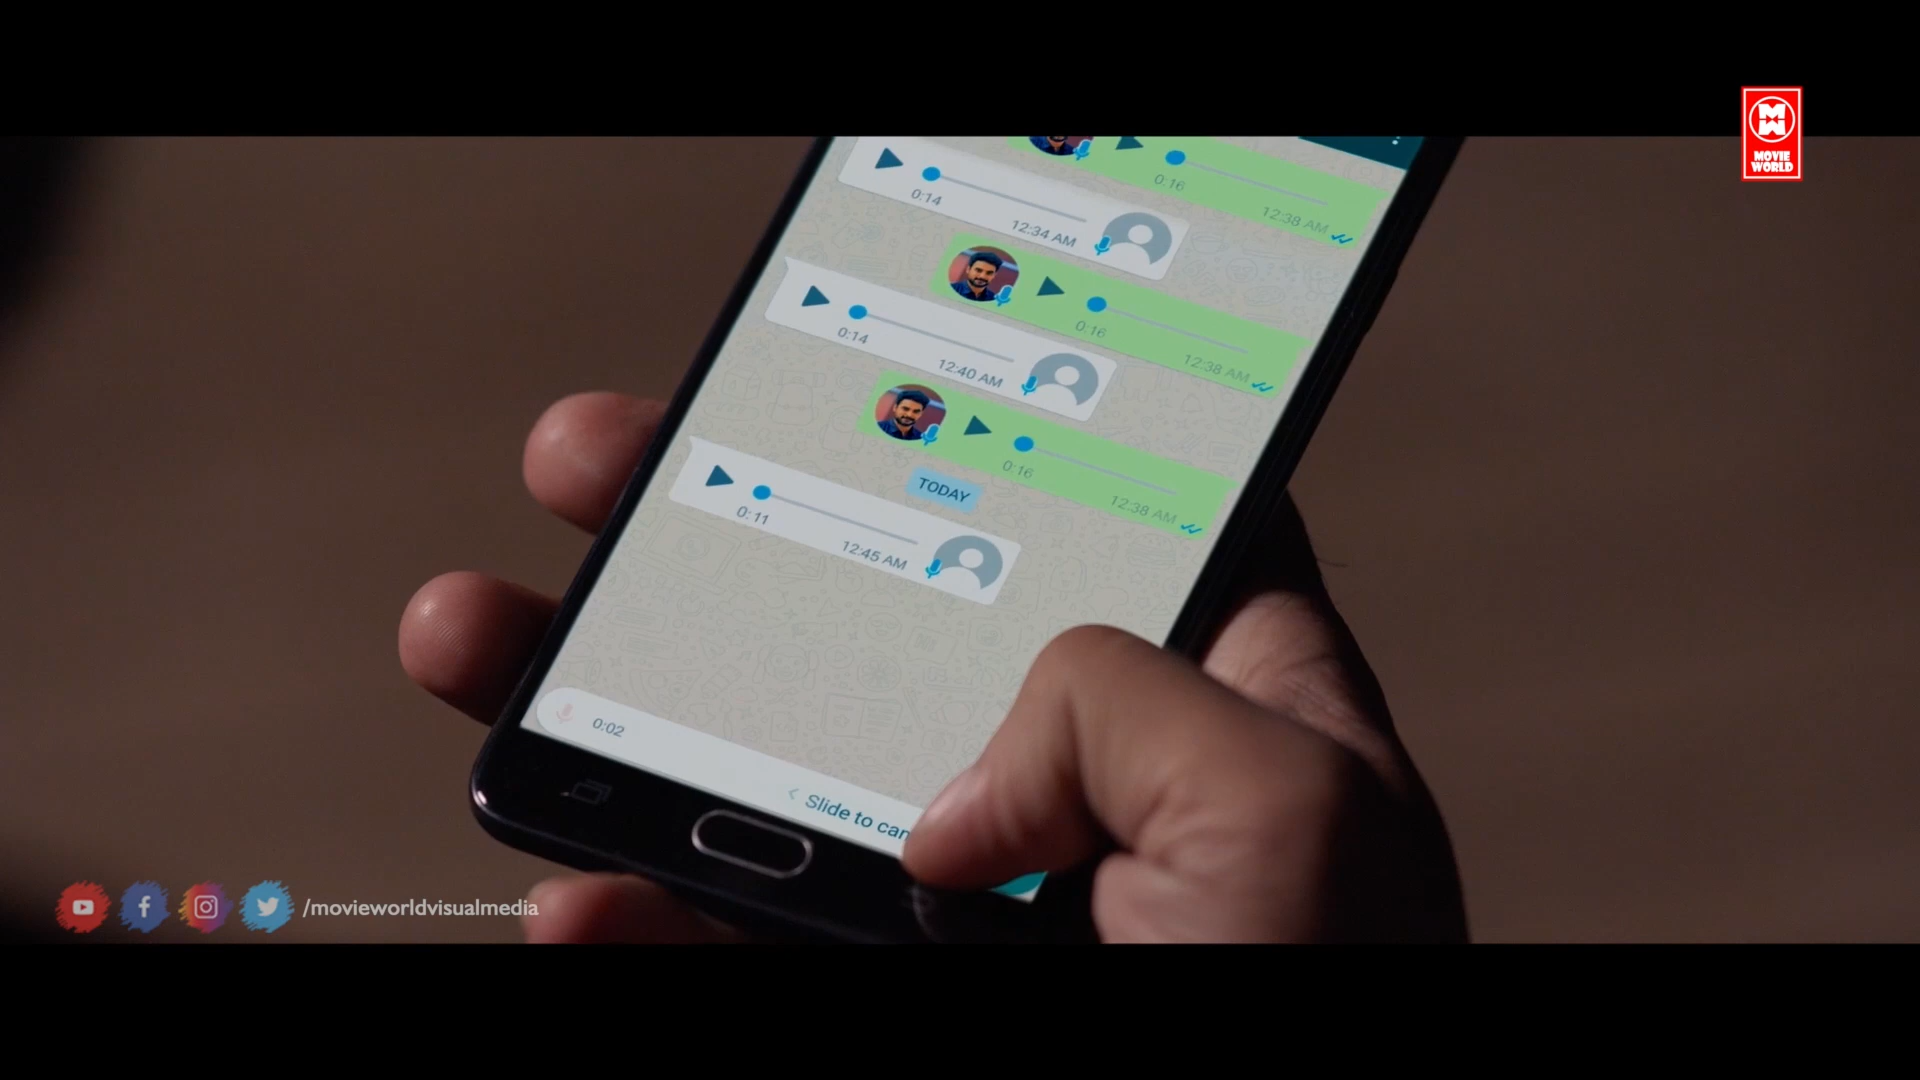 MOVIE
WORLD
0:16
12:38 AM
0:14
12:34 AM
0:16
12:38 AM
0:14
12:40 AM
0:16
12:38 AM
TODAY
0:11
12:45 AM
0:02
< Slide to can
/movieworldvisualmedia